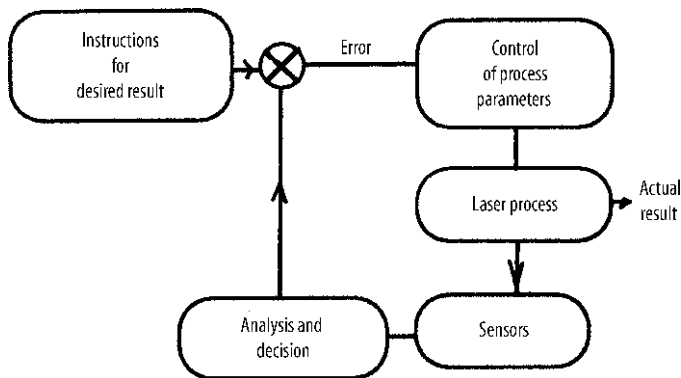 Instructions
for
desired result
Error
Control
of process
parameters
Laser process
Actual
result
Sensors
Analysis and
decision